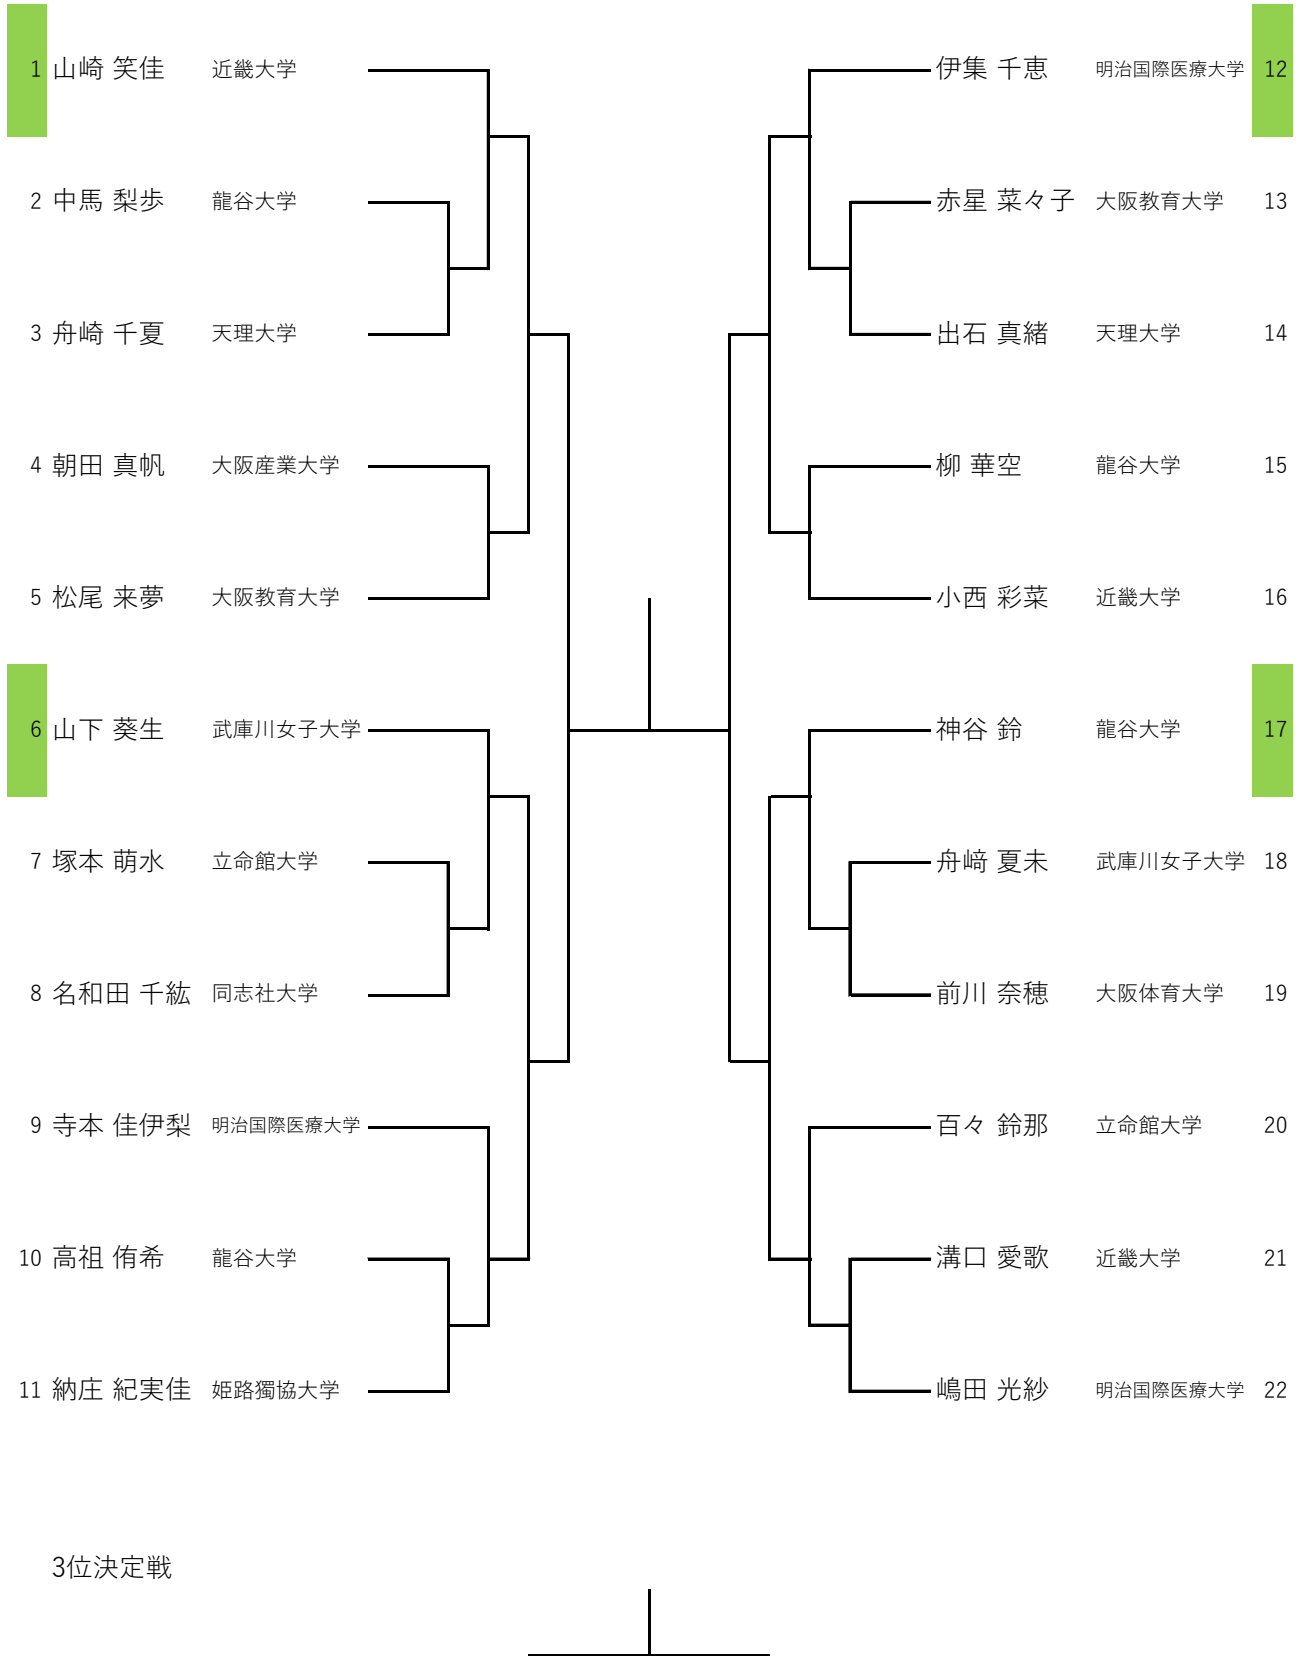 1 山崎 笑佳 近畿大学
2 中馬 梨歩 龍谷大学
3 舟崎 千夏 天理大学
4 朝田 真帆 大阪産業大学
5 松尾 来夢 大阪教育大学
6 山下 葵生 武庫川女子大学
7 塚本 萌水 立命館大学
8 名和田 千紘 同志社大学
9 寺本 佳伊梨 明治国際医療大学
10 高祖 侑希 龍谷大学
11 納庄 紀実佳 姫路獨協大学
伊集 千恵 明治国際医療大学 12
赤星 菜々子 大阪教育大学 13
出石 真緒 天理大学 14
柳 華空 龍谷大学 15
小西 彩菜 近畿大学 16
神谷 鈴 龍谷大学 17
舟﨑 夏未 武庫川女子大学 18
前川 奈穂 大阪体育大学 19
百々 鈴那 立命館大学 20
溝口 愛歌 近畿大学 21
嶋田 光紗 明治国際医療大学 22
3位決定戦